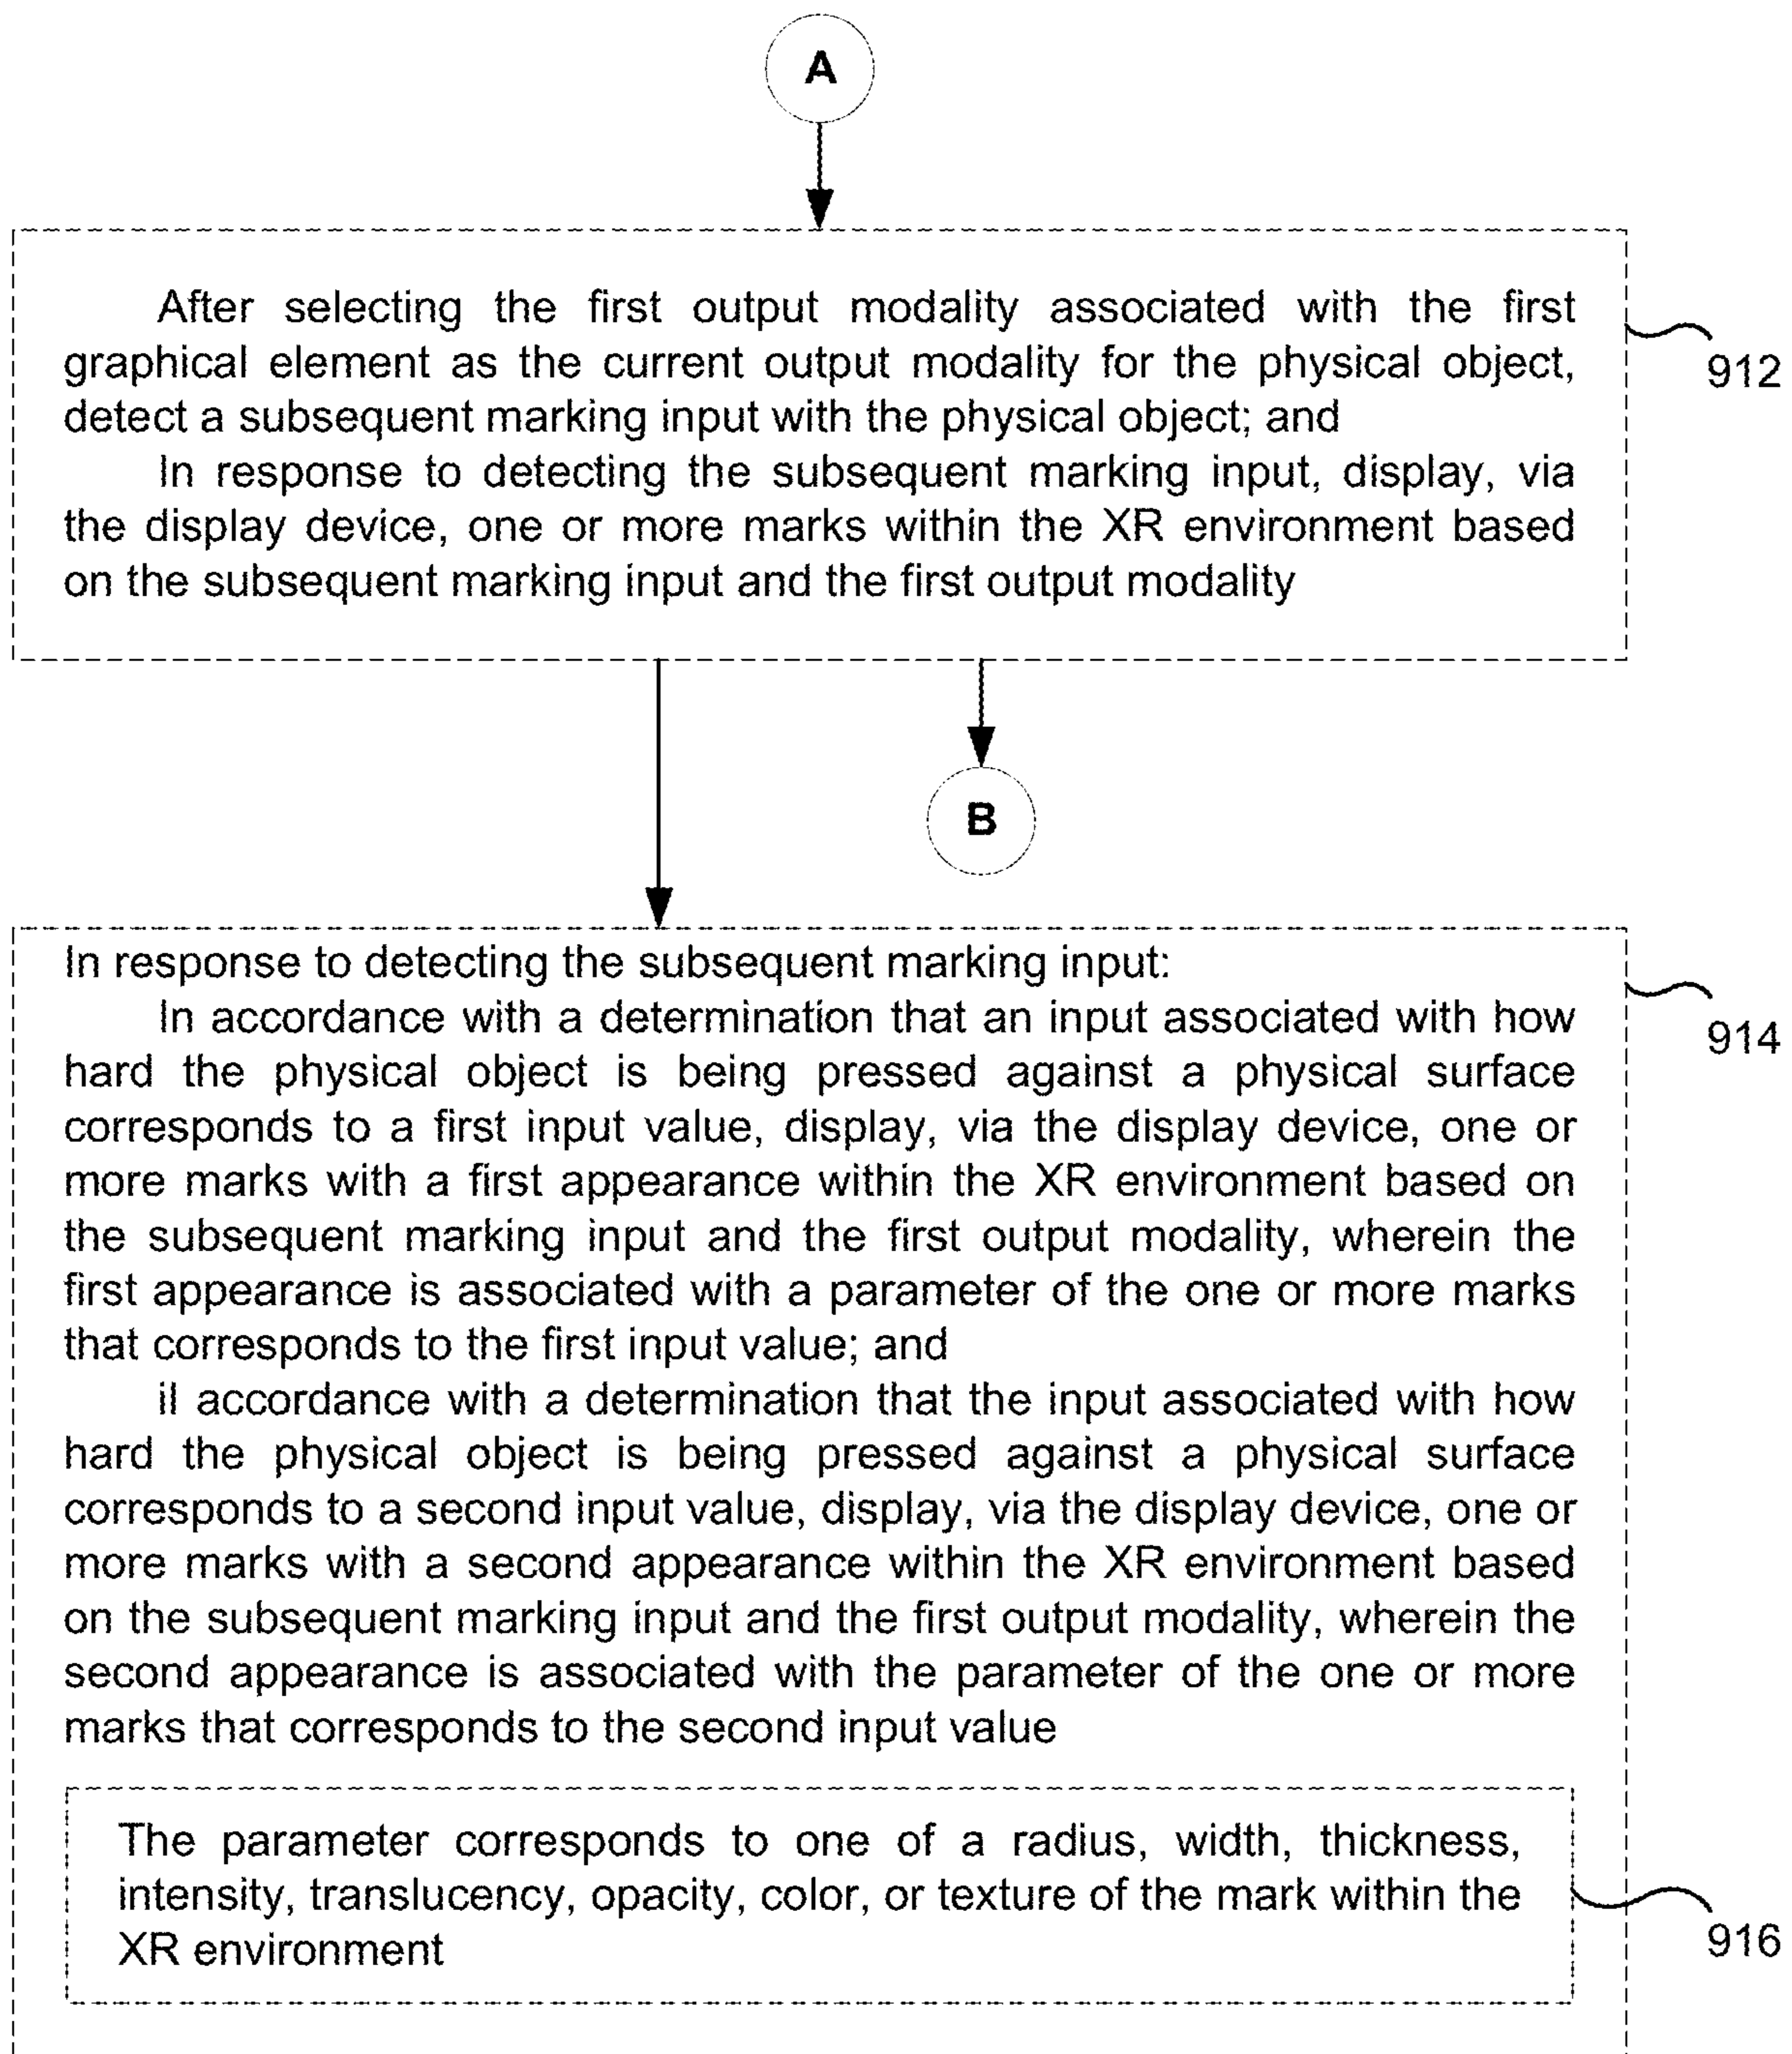 A
After selecting the first output modality associated with the first
graphical element as the current output modality for the physical object,
detect a subsequent marking input with the physical object; and
In response to detecting the subsequent marking input, display, via
the display device, one or more marks within the XR environment based
on the subsequent marking input and the first output modality
912
B
In response to detecting the subsequent marking input:
In accordance with a determination that an input associated with how
hard the physical object is being pressed against a physical surface
corresponds to a first input value, display, via the display device, one or
more marks with a first appearance within the XR environment based on
the subsequent marking input and the first output modality, wherein the
first appearance is associated with a parameter of the one or more marks
that corresponds to the first input value; and
il accordance with a determination that the input associated with how
hard the physical object is being pressed against a physical surface
corresponds to a second input value, display, via the display device, one or
more marks with a second appearance within the XR environment based
on the subsequent marking input and the first output modality, wherein the
second appearance is associated with the parameter of the one or more
marks that corresponds to the second input value
914
The parameter corresponds to one of a radius, width, thickness,
intensity, translucency, opacity, color, or texture of the mark within the
XR environment
916